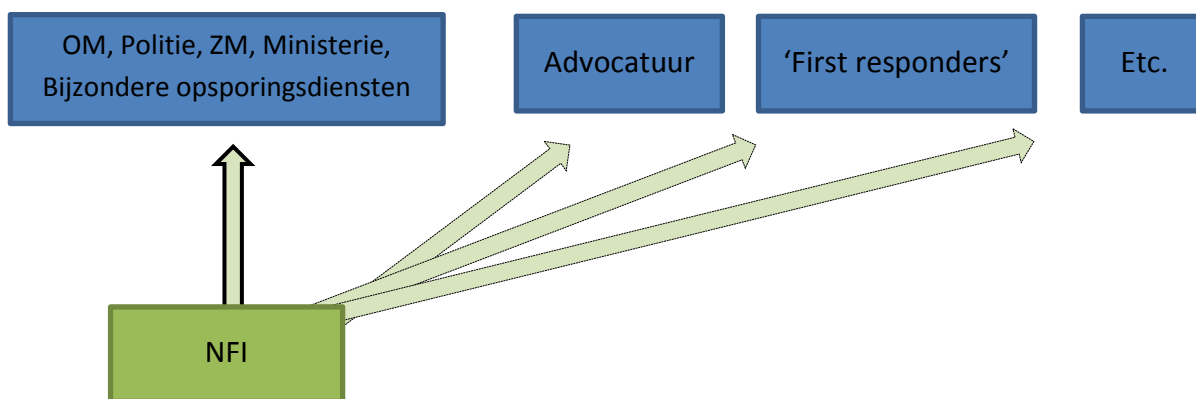 OM, Politie, ZM, Ministerie,
Bijzondere opsporingsdiensten
Advocatuur
‘First responders’
Etc.
NFI